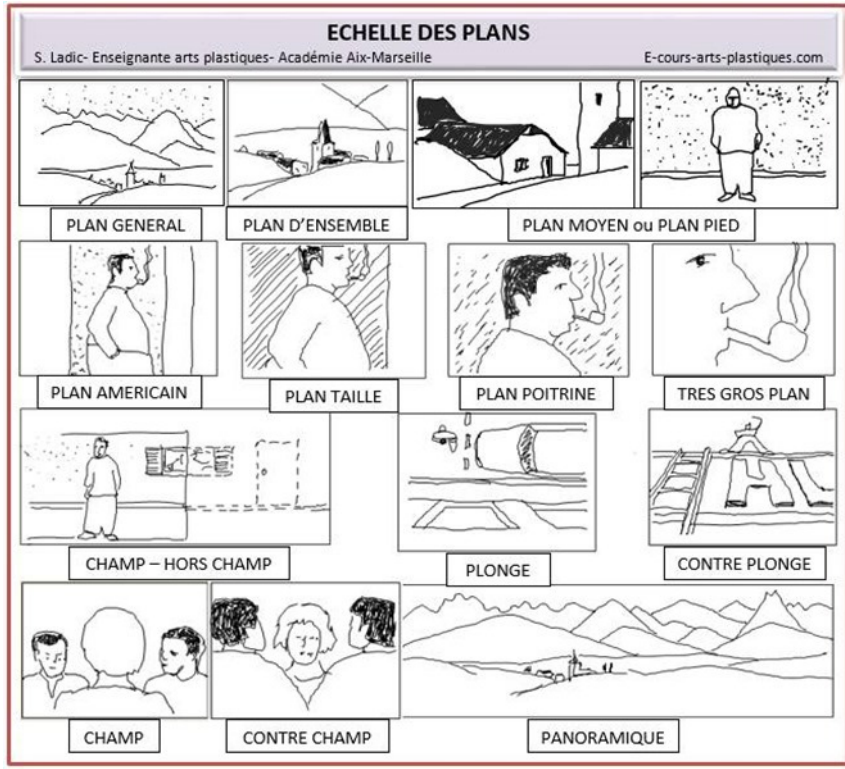 ECHELLE DES PLANS
S. Ladic- Enseignante arts plastiques- Académie Aix-Marseille E-cours-arts-plastiques.com
PLAN GENERAL
PLAN D’ENSEMBLE
PLAN MOYEN ou PLAN PIED
PLAN AMERICAIN
PLAN TAILLE
PLAN POITRINE
TRES GROS PLAN
CHAMP – HORS CHAMP
PLONGE
CONTRE PLONGE
CHAMP
CONTRE CHAMP
PANORAMIQUE